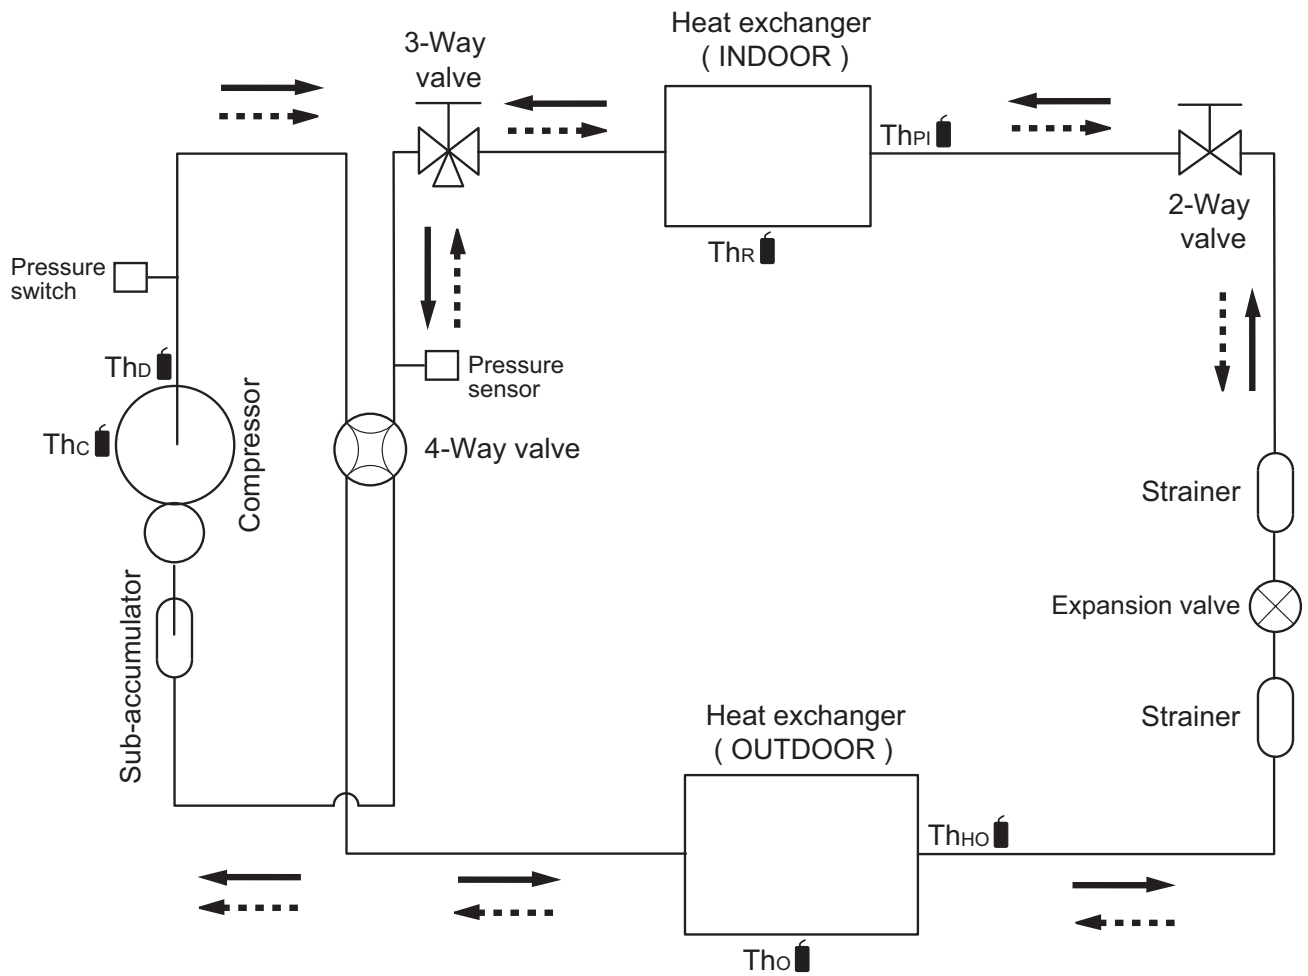 Heat exchanger
( INDOOR )
3-Way
valve
ThPI
2-Way
valve
ThR
Pressure
switch
ThD
Pressure
sensor
ThC
Compressor
4-Way valve
Strainer
Expansion valve
Sub-accumulator
Strainer
Heat exchanger
( OUTDOOR )
ThHO
ThO